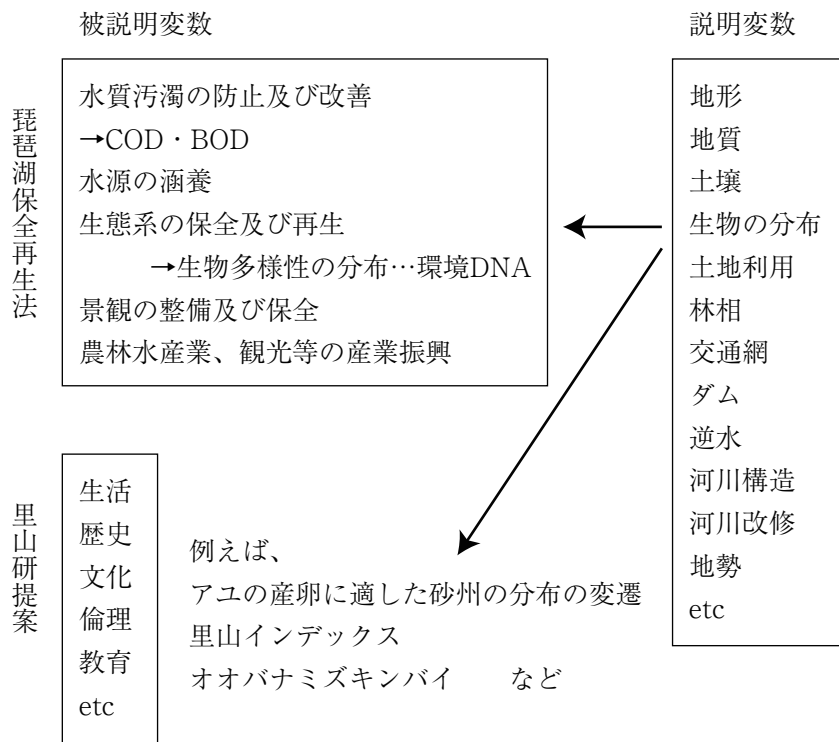 被説明変数
説明変数
琵琶湖保全再生法
水質汚濁の防止及び改善
→COD・BOD
水源の涵養
生態系の保全及び再生
→生物多様性の分布…環境DNA
景観の整備及び保全
農林水産業、観光等の産業振興
地形
地質
土壌
生物の分布
土地利用
林相
交通網
ダム
逆水
河川構造
河川改修
地勢
etc
里山研提案
生活
歴史
文化
倫理
教育
etc
例えば、
アユの産卵に適した砂州の分布の変遷
里山インデックス
オオバナミズキンバイ　　など